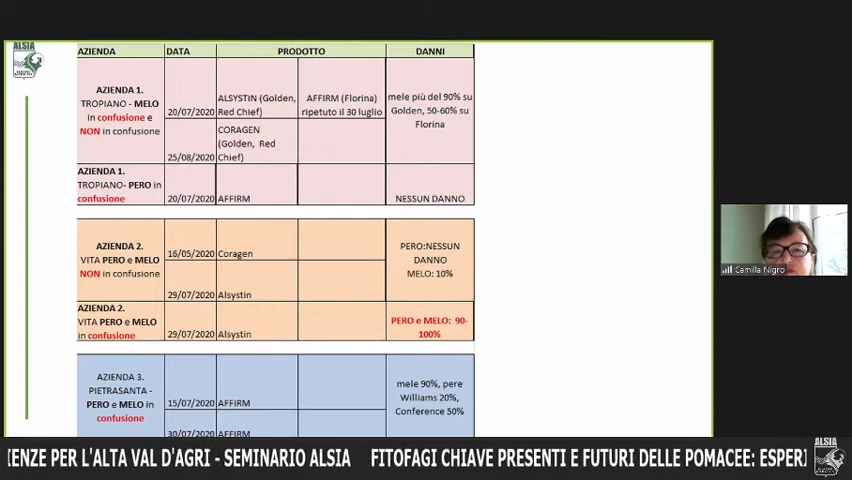 ALSIA
AZIENDA DATA PRODOTTO DANNI
AZIENDA 1.
TROPIANO - MELO
in confusione e
NON in confusione
20/07/2020
ALSYSTIN (Golden,
Red Chief)
AFFIRM (Florina)
ripetuto il 30 luglio
mele più del 90% su
Golden, 50-60% su
Florina
25/08/2020
CORAGEN
(Golden, Red
Chief)
AZIENDA 1.
TROPIANO- PERO in
confusione
20/07/2020 AFFIRM NESSUN DANNO
AZIENDA 2.
VITA PERO e MELO
NON in confusione
16/05/2020 Coragen
PERO:NESSUN
DANNO
MELO: 10%
29/07/2020 Alsystin
AZIENDA 2.
VITA PERO e MELO
in confusione
29/07/2020 Alsystin
PERO e MELO: 90-
100%
AZIENDA 3.
PIETRASANTA -
PERO e MELO in
confusione
15/07/2020 AFFIRM
mele 90%, pere
Williams 20%,
Conference 50%
30/07/2020 AFFIRM
Camilla Nigro
IENZE PER L'ALTA VAL D'AGRI - SEMINARIO ALSIA FITOFAGI CHIAVE PRESENTI E FUTURI DELLE POMACEE: ESPERI
ALSIA